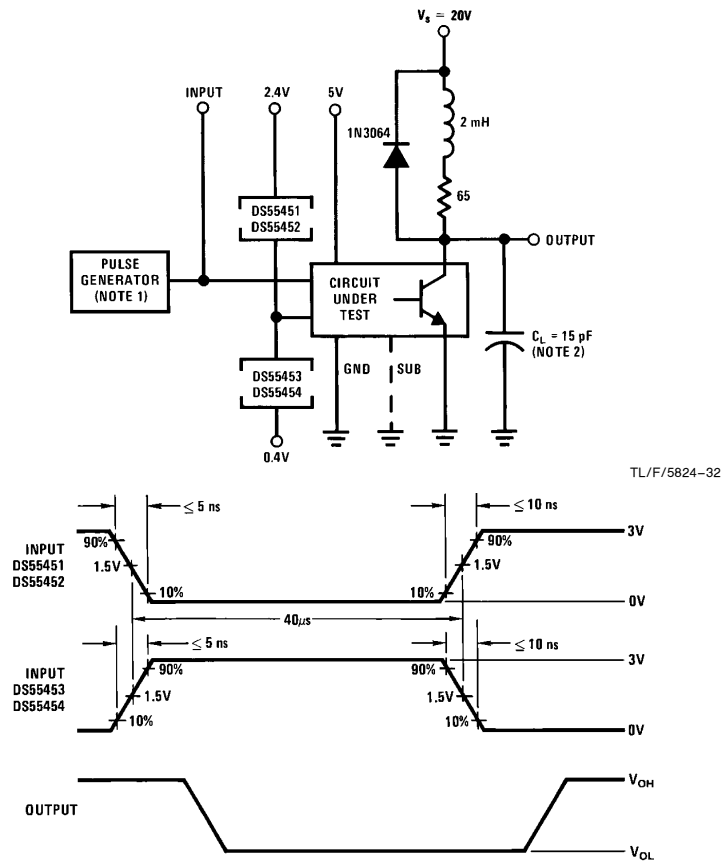 V_S = 20V
INPUT
2.4V
5V
1N3064
2 mH
65
DS55451
DS55452
OUTPUT
PULSE
GENERATOR
(NOTE 1)
CIRCUIT
UNDER
TEST
C_L = 15 pF
(NOTE 2)
DS55453
DS55454
GND
SUB
0.4V
TL/F/5824–32
≤ 5 ns
≤ 10 ns
INPUT
DS55451
DS55452
90%
1.5V
10%
90%
1.5V
10%
3V
0V
40μs
≤ 5 ns
≤ 10 ns
INPUT
DS55453
DS55454
90%
1.5V
10%
90%
1.5V
10%
3V
0V
OUTPUT
V_OH
V_OL